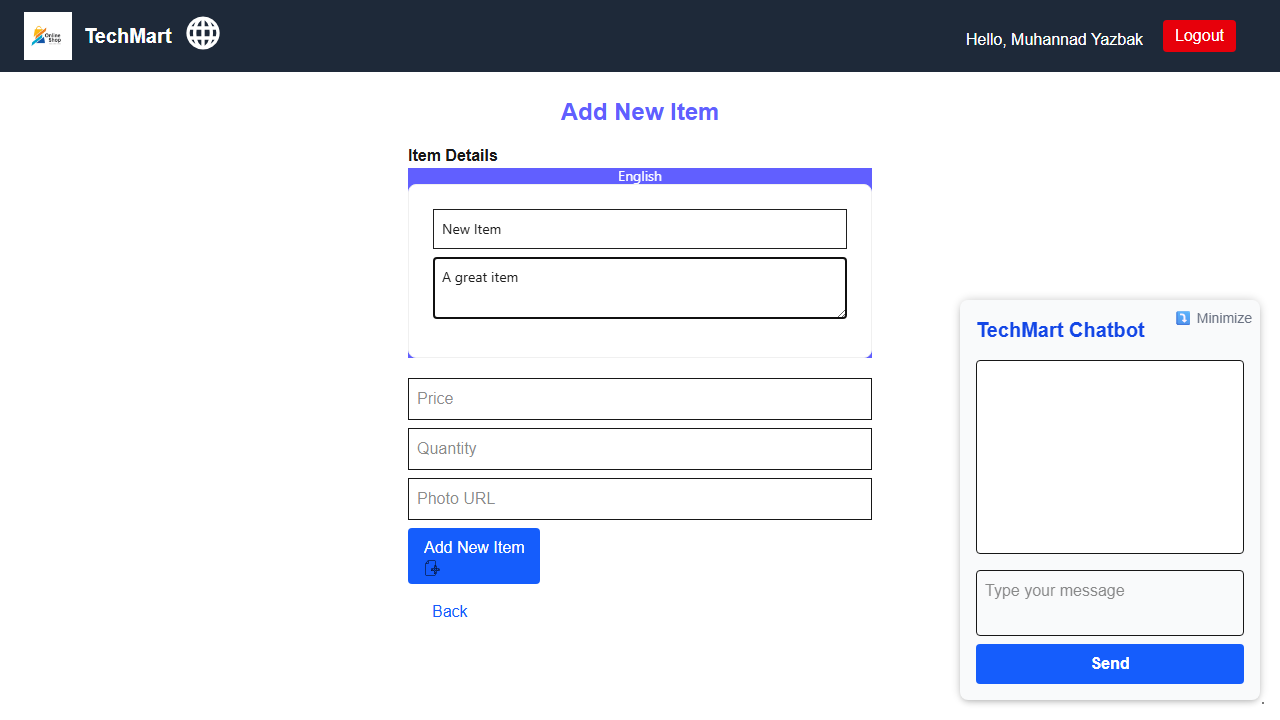 Online
Shop
TechMart
Hello, Muhannad Yazbak
Logout
Add New Item
Item Details
English
New Item
A great item
Price
Quantity
Photo URL
Add New Item
Back
Minimize
TechMart Chatbot
Type your message
Send
.